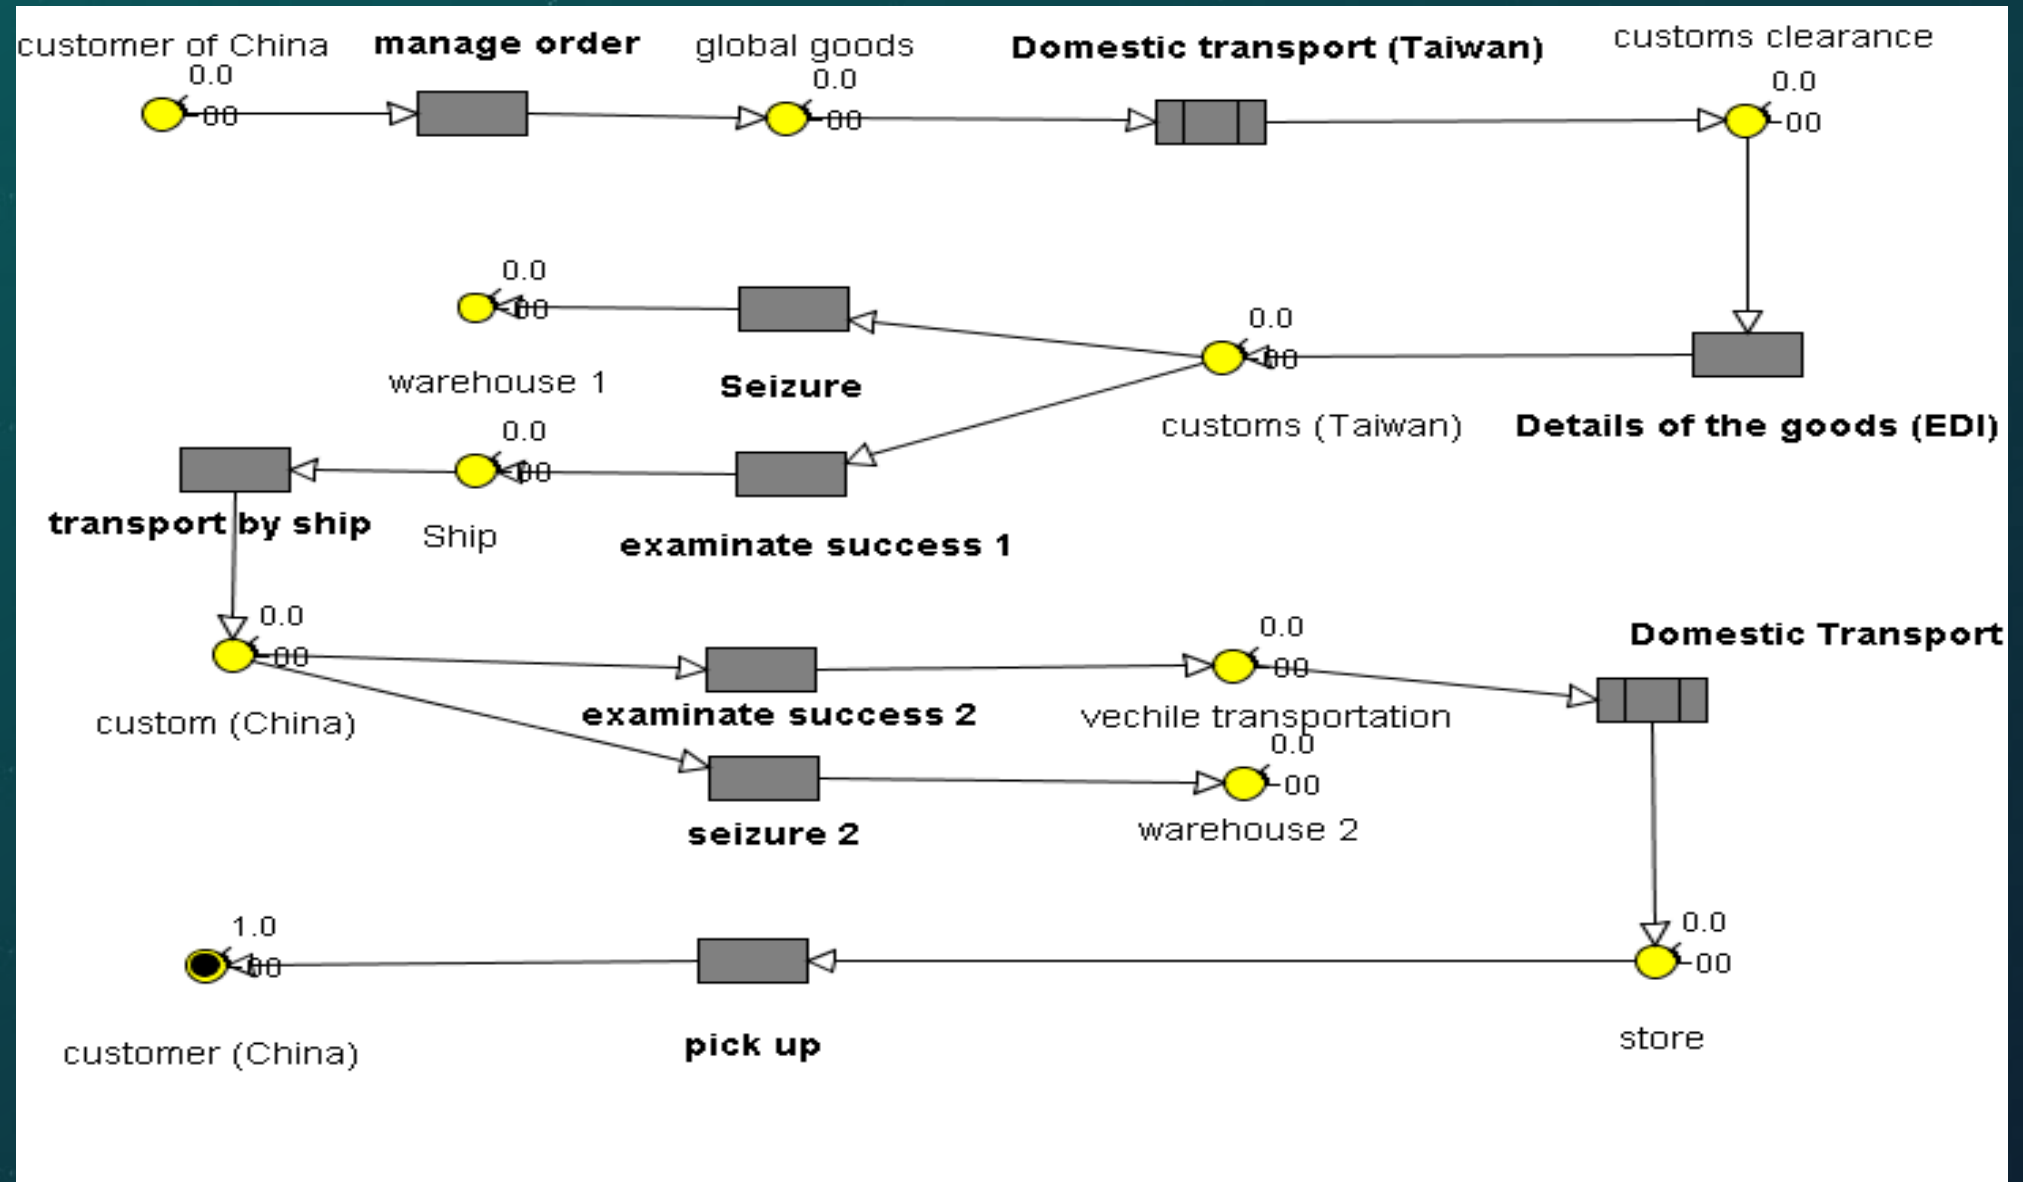 customer of China
manage order
global goods
Domestic transport (Taiwan)
customs clearance
0.0
00
0.0
00
0.0
00
0.0
00
warehouse 1
Seizure
0.0
00
customs (Taiwan)
Details of the goods (EDI)
0.0
00
transport by ship
Ship
examinate success 1
0.0
00
custom (China)
examinate success 2
0.0
00
vechile transportation
Domestic Transport
0.0
00
seizure 2
warehouse 2
1.0
00
customer (China)
pick up
0.0
00
store